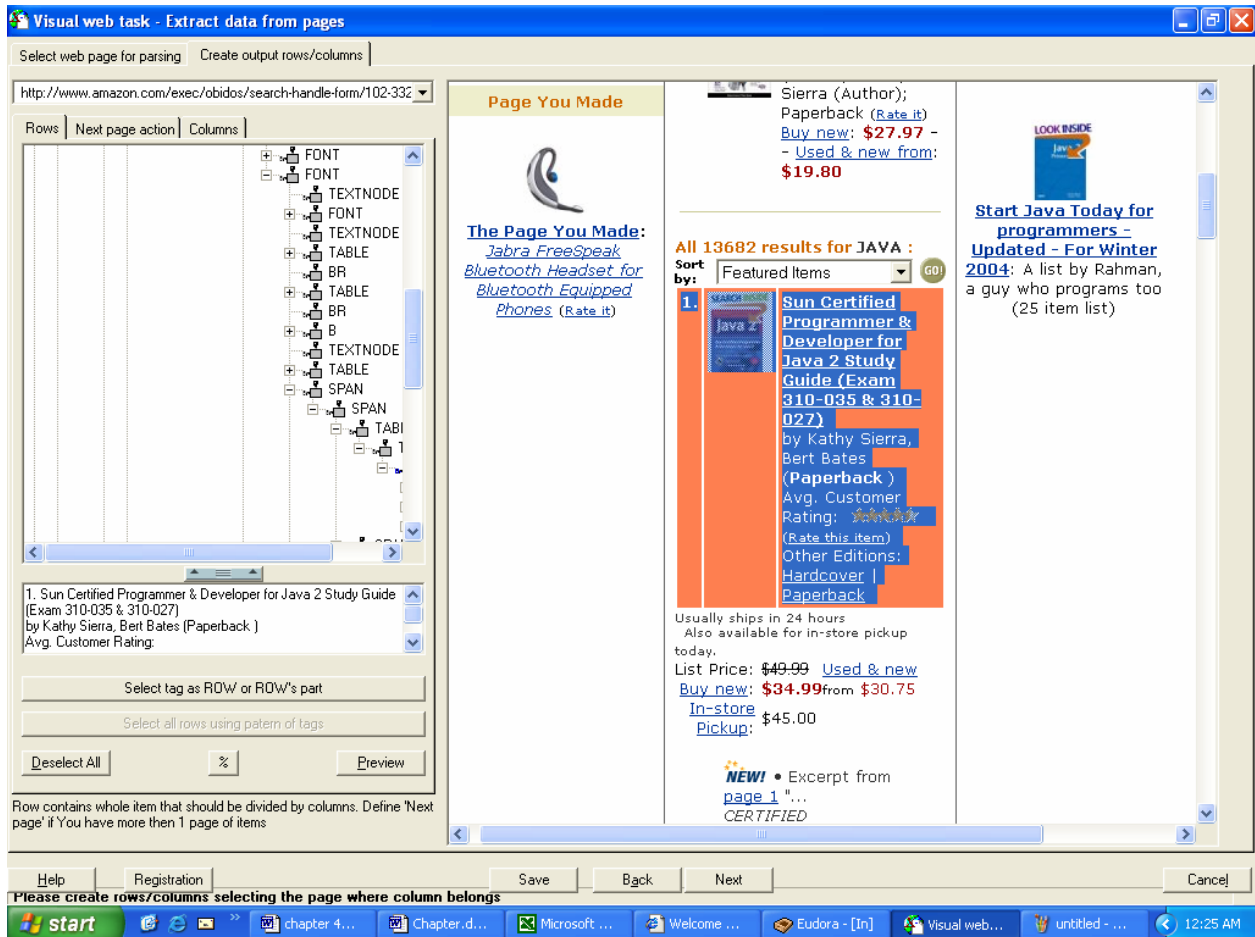 Visual web task - Extract data from pages
Select web page for parsing
Create output rows/columns
http://www.amazon.com/exec/obidos/search-handle-form/102-332
Rows
Next page action
Columns
FONT
FONT
TEXTNODE
FONT
TEXTNODE
TABLE
BR
TABLE
BR
B
TEXTNODE
TABLE
SPAN
SPAN
TABI
1. Sun Certified Programmer & Developer for Java 2 Study Guide
(Exam 310-035 & 310-027)
by Kathy Sierra, Bert Bates (Paperback )
Avg. Customer Rating:
Select tag as ROW or ROW's part
Select all rows using patern of tags
Deselect All
%
Preview
Row contains whole item that should be divided by columns. Define 'Next
page' if You have more then 1 page of items
Page You Made
The Page You Made:
Jabra FreeSpeak
Bluetooth Headset for
Bluetooth Equipped
Phones (Rate it)
Sierra (Author);
Paperback (Rate it)
Buy new: $27.97 -
- Used & new from:
$19.80
All 13682 results for JAVA :
Sort
by:
Featured Items
GO!
1.
SEARCH INSIDE
Java 2
Sun Certified
Programmer &
Developer for
Java 2 Study
Guide (Exam
310-035 & 310-
027)
by Kathy Sierra,
Bert Bates
(Paperback )
Avg. Customer
Rating:
(Rate this item)
Other Editions:
Hardcover |
Paperback
Usually ships in 24 hours
Also available for in-store pickup
today.
List Price: $49.99 Used & new
Buy new: $34.99 from $30.75
In-store
Pickup: $45.00
NEW! • Excerpt from
page 1 "...
CERTIFIED
LOOK INSIDE
Java 2
Start Java Today for
programmers -
Updated - For Winter
2004: A list by Rahman,
a guy who programs too
(25 item list)
Help
Registration
Save
Back
Next
Cancel
Please create rows/columns selecting the page where column belongs
start
chapter 4...
Chapter.d...
Microsoft ...
Welcome ...
Eudora - [In]
Visual web...
untitled - ...
12:25 AM